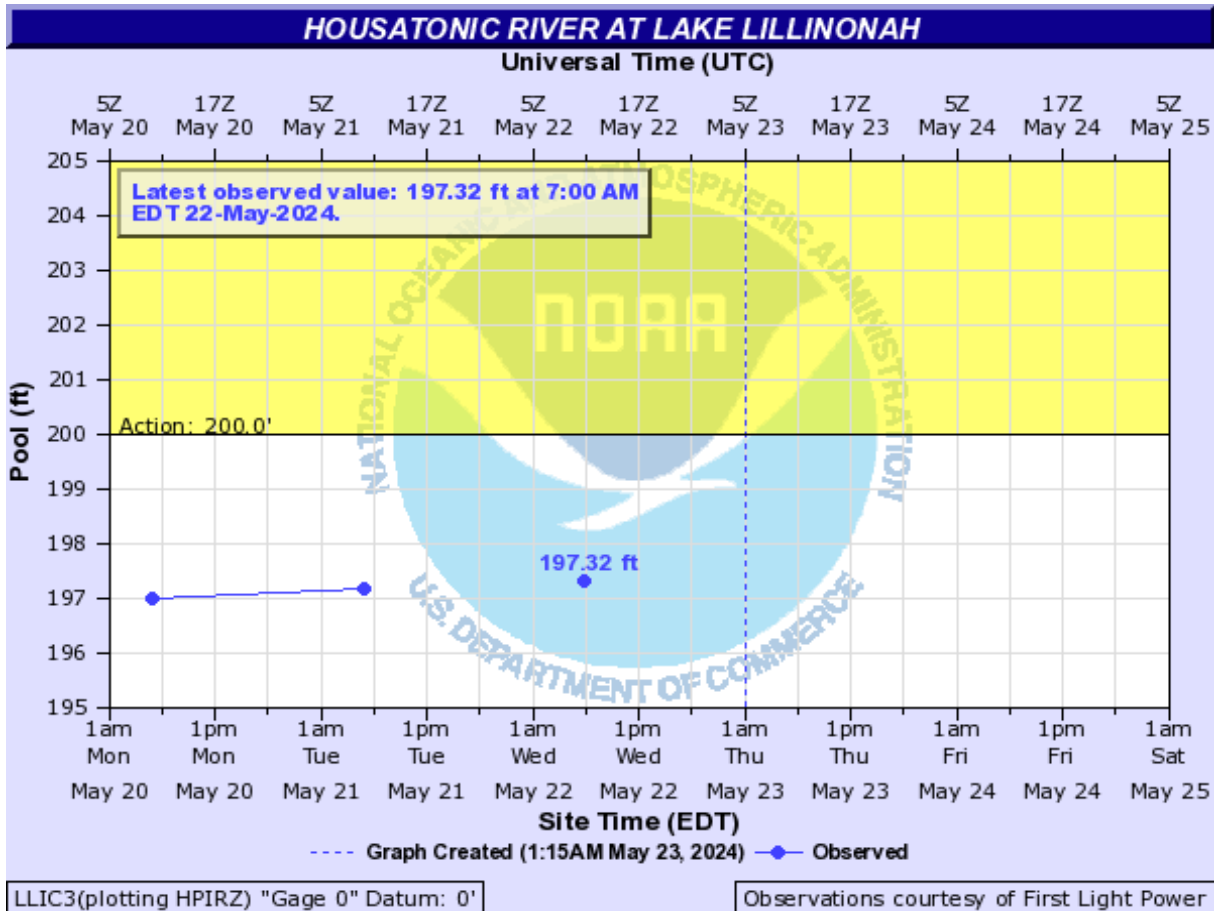 HOUSATONIC RIVER AT LAKE LILLINONAH
Universal Time (UTC)
5Z 17Z 5Z 17Z 5Z 17Z 5Z 17Z 5Z 17Z 5Z
May 20 May 20 May 21 May 21 May 22 May 22 May 23 May 23 May 24 May 24 May 25
205
Latest observed value: 197.32 ft at 7:00 AM
EDT 22-May-2024.
204
203
202
201
Action: 200.0'
200
199
198
197
196
195
Pool (ft)
NATIONAL OCEANIC AND ATMOSPHERIC ADMINISTRATION
NOAA
U.S. DEPARTMENT OF COMMERCE
197.32 ft
1am 1pm 1am 1pm 1am 1pm 1am 1pm 1am 1pm 1am
Mon Mon Tue Tue Wed Wed Thu Thu Fri Fri Sat
May 20 May 20 May 21 May 21 May 22 May 22 May 23 May 23 May 24 May 24 May 25
Site Time (EDT)
Graph Created (1:15AM May 23, 2024) Observed
LLIC3(plotting HPIRZ) "Gage 0" Datum: 0'
Observations courtesy of First Light Power